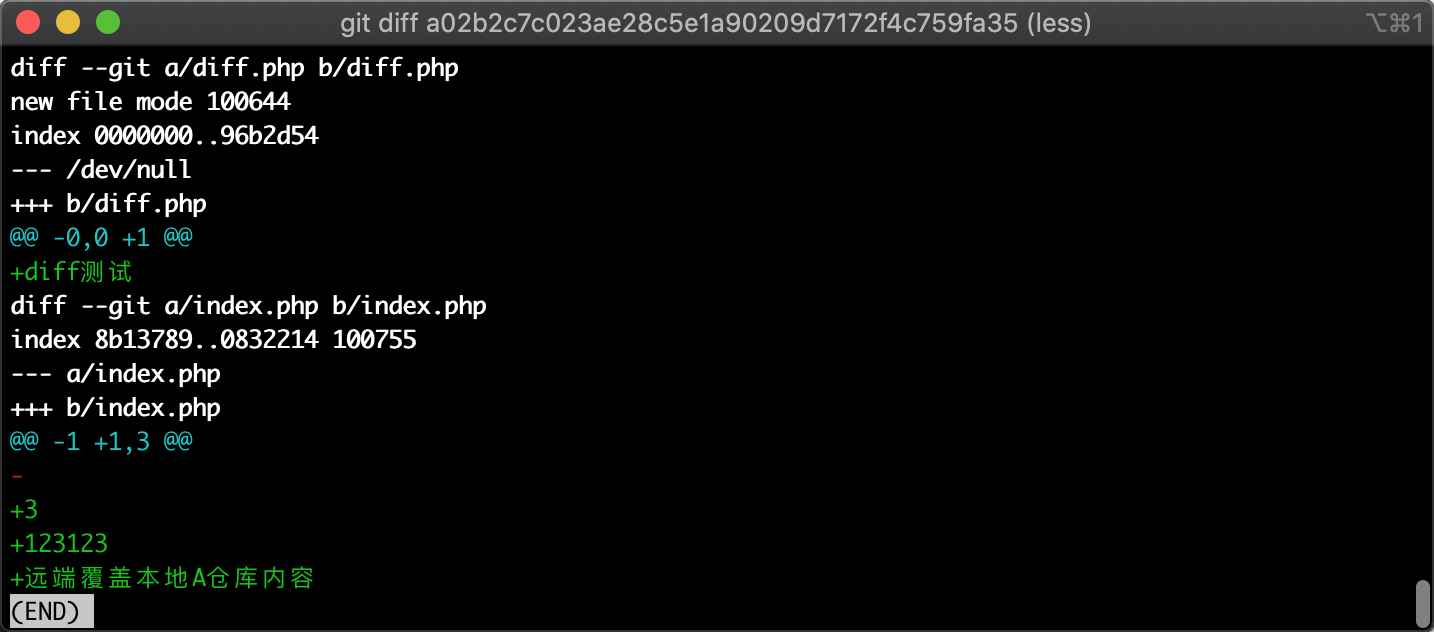 git diff a02b2c7c023ae28c5e1a90209d7172f4c759fa35 (less)
⌥⌘1
diff --git a/diff.php b/diff.php
new file mode 100644
index 0000000..96b2d54
--- /dev/null
+++ b/diff.php
@@ -0,0 +1 @@
+diff测试
diff --git a/index.php b/index.php
index 8b13789..0832214 100755
--- a/index.php
+++ b/index.php
@@ -1 +1,3 @@
-
+3
+123123
+远端覆盖本地A仓库内容
(END)